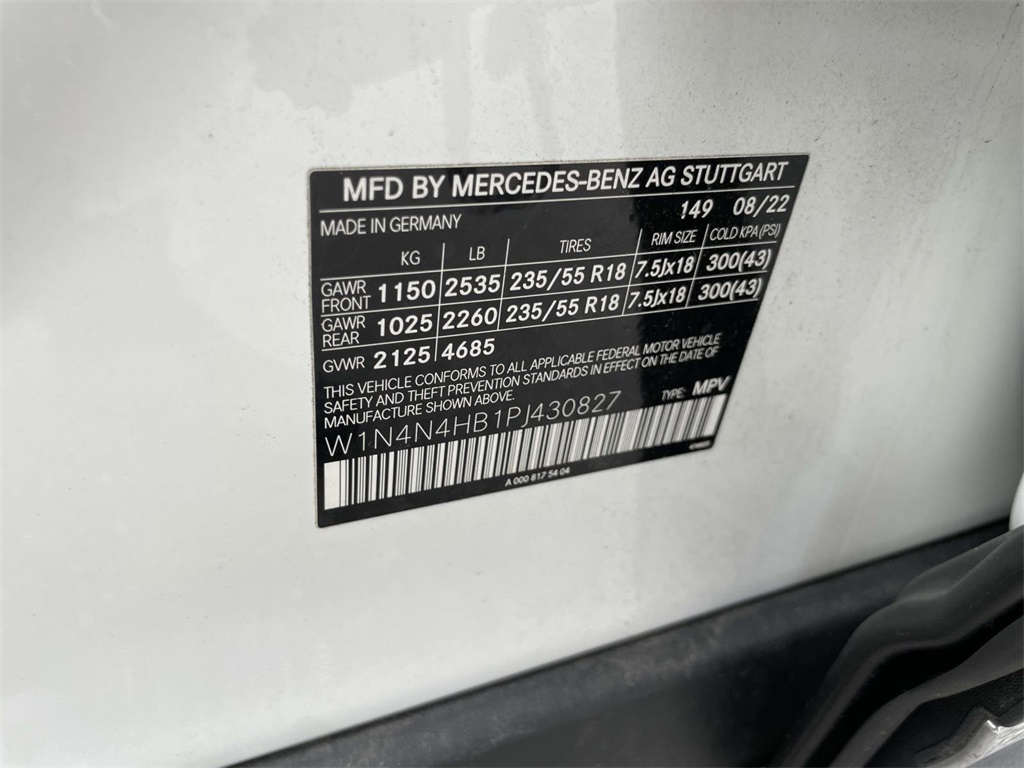 MFD BY MERCEDES-BENZ AG STUTTGART
MADE IN GERMANY 149 08/22
KG LB TIRES RIM SIZE COLD KPA (PSI)
GAWR FRONT 1150 2535 235/55 R18 7.5Jx18 300(43)
GAWR REAR 1025 2260 235/55 R18 7.5Jx18 300(43)
GVWR 2125 4685
THIS VEHICLE CONFORMS TO ALL APPLICABLE FEDERAL MOTOR VEHICLE
SAFETY AND THEFT PREVENTION STANDARDS IN EFFECT ON THE DATE OF
MANUFACTURE SHOWN ABOVE.
W1N4N4HB1PJ430827 TYPE: MPV
A 000 817 54 04